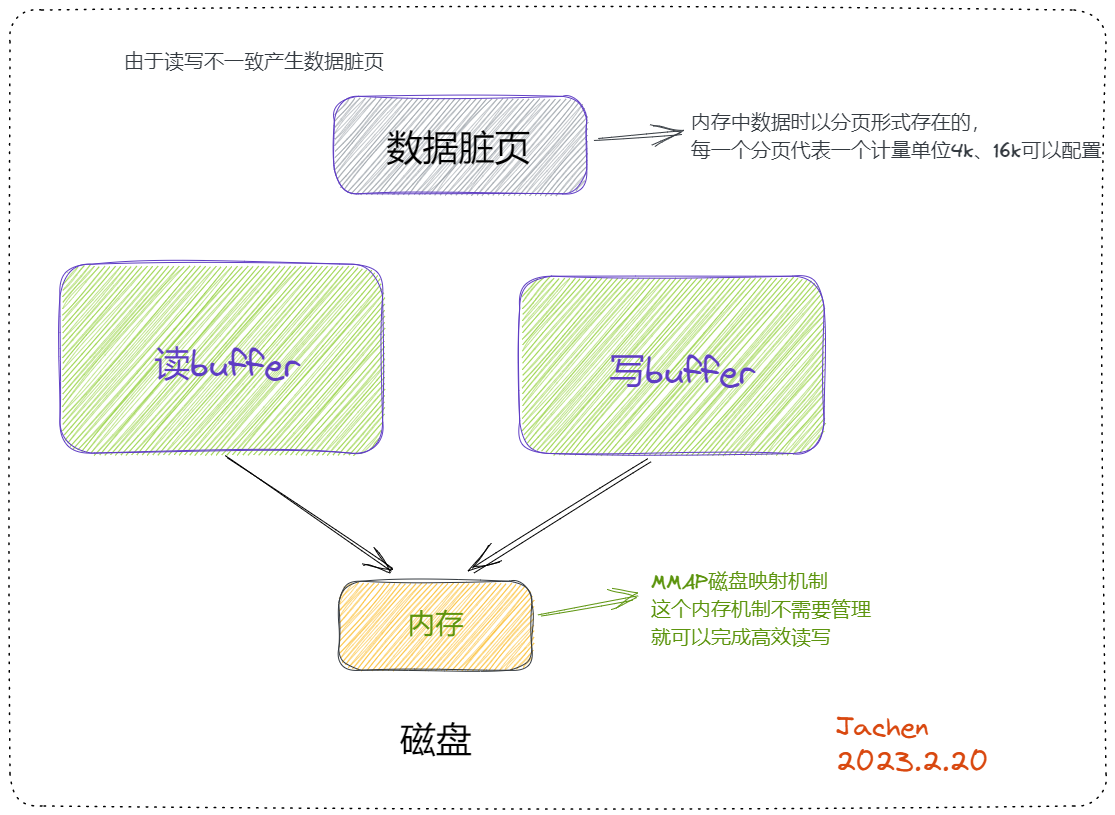 由于读写不一致产生数据脏页
数据脏页
内存中数据时以分页形式存在的，
每一个分页代表一个计量单位4k、16k可以配置
读buffer
写buffer
MMAP磁盘映射机制
这个内存机制不需要管理
就可以完成高效读写
内存
磁盘
Jachen
2023.2.20